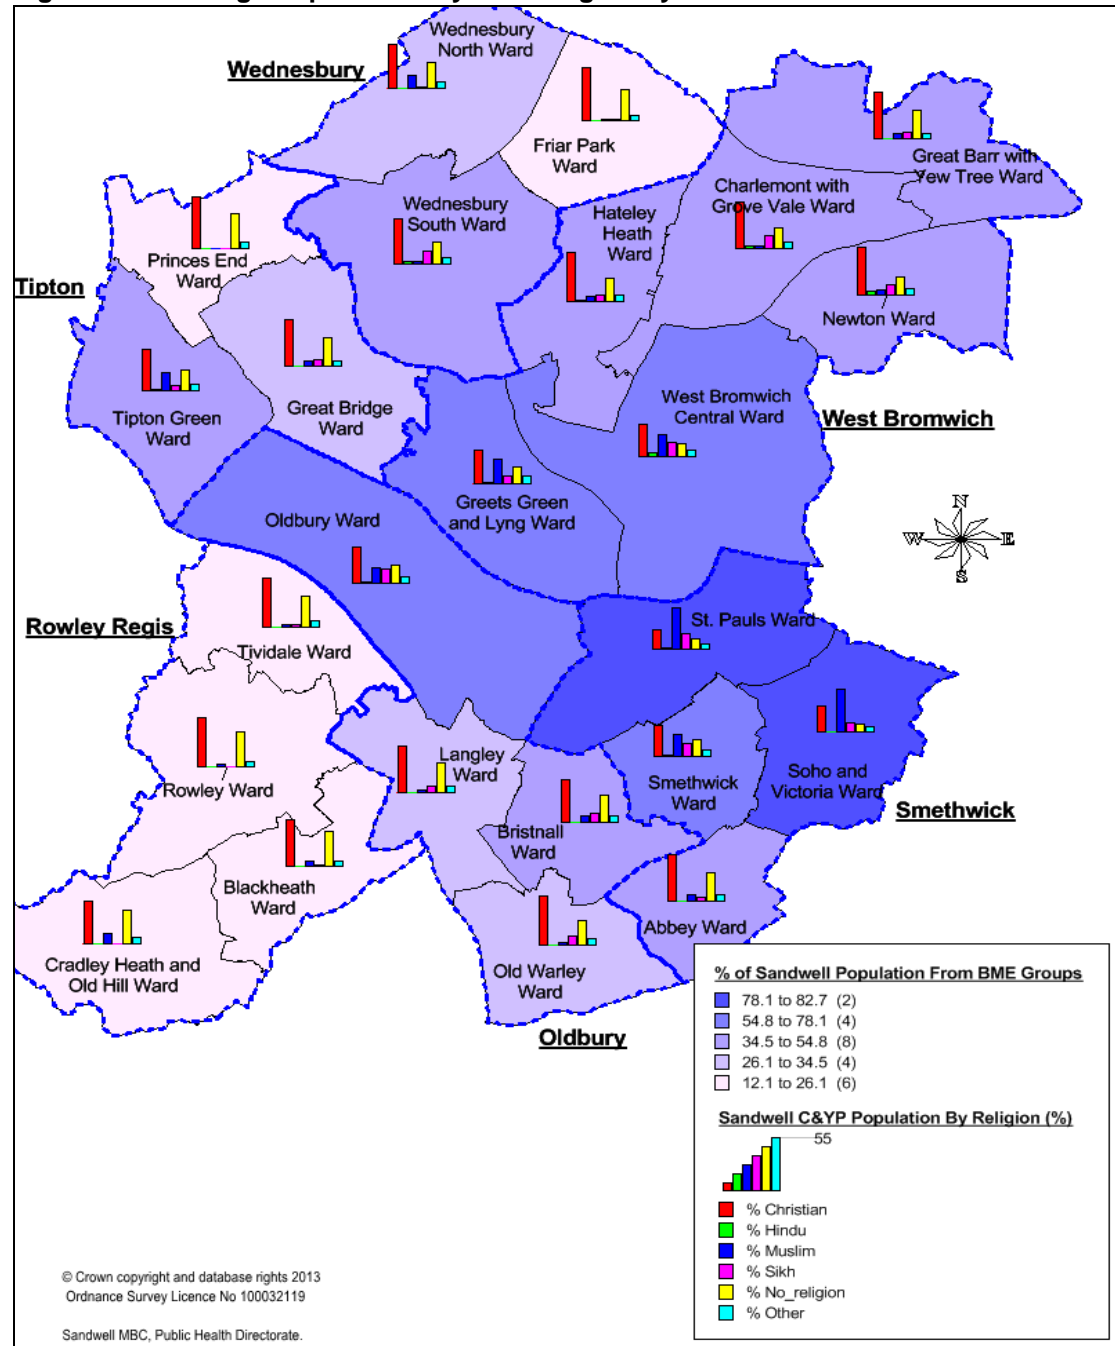 Wednesbury
North Ward
Wednesbury
Friar Park
Ward
Great Barr with
Yew Tree Ward
Charlemont with
Grove Vale Ward
Wednesbury
South Ward
Hateley
Heath
Ward
Princes End
Ward
Tipton
Newton Ward
Great Bridge
Ward
Tipton Green
Ward
West Bromwich
Central Ward
West Bromwich
Greets Green
and Lyng Ward
Oldbury Ward
N
W E
S
St. Pauls Ward
Rowley Regis
Tividale Ward
Langley
Ward
Rowley Ward
Smethwick
Ward
Soho and
Victoria Ward
Smethwick
Bristnall
Ward
Blackheath
Ward
Abbey Ward
Cradley Heath and
Old Hill Ward
Old Warley
Ward
Oldbury
% of Sandwell Population From BME Groups
78.1 to 82.7 (2)
54.8 to 78.1 (4)
34.5 to 54.8 (8)
26.1 to 34.5 (4)
12.1 to 26.1 (6)
Sandwell C&YP Population By Religion (%)
55
% Christian
% Hindu
% Muslim
% Sikh
% No_religion
% Other
© Crown copyright and database rights 2013
Ordnance Survey Licence No 100032119
Sandwell MBC, Public Health Directorate.